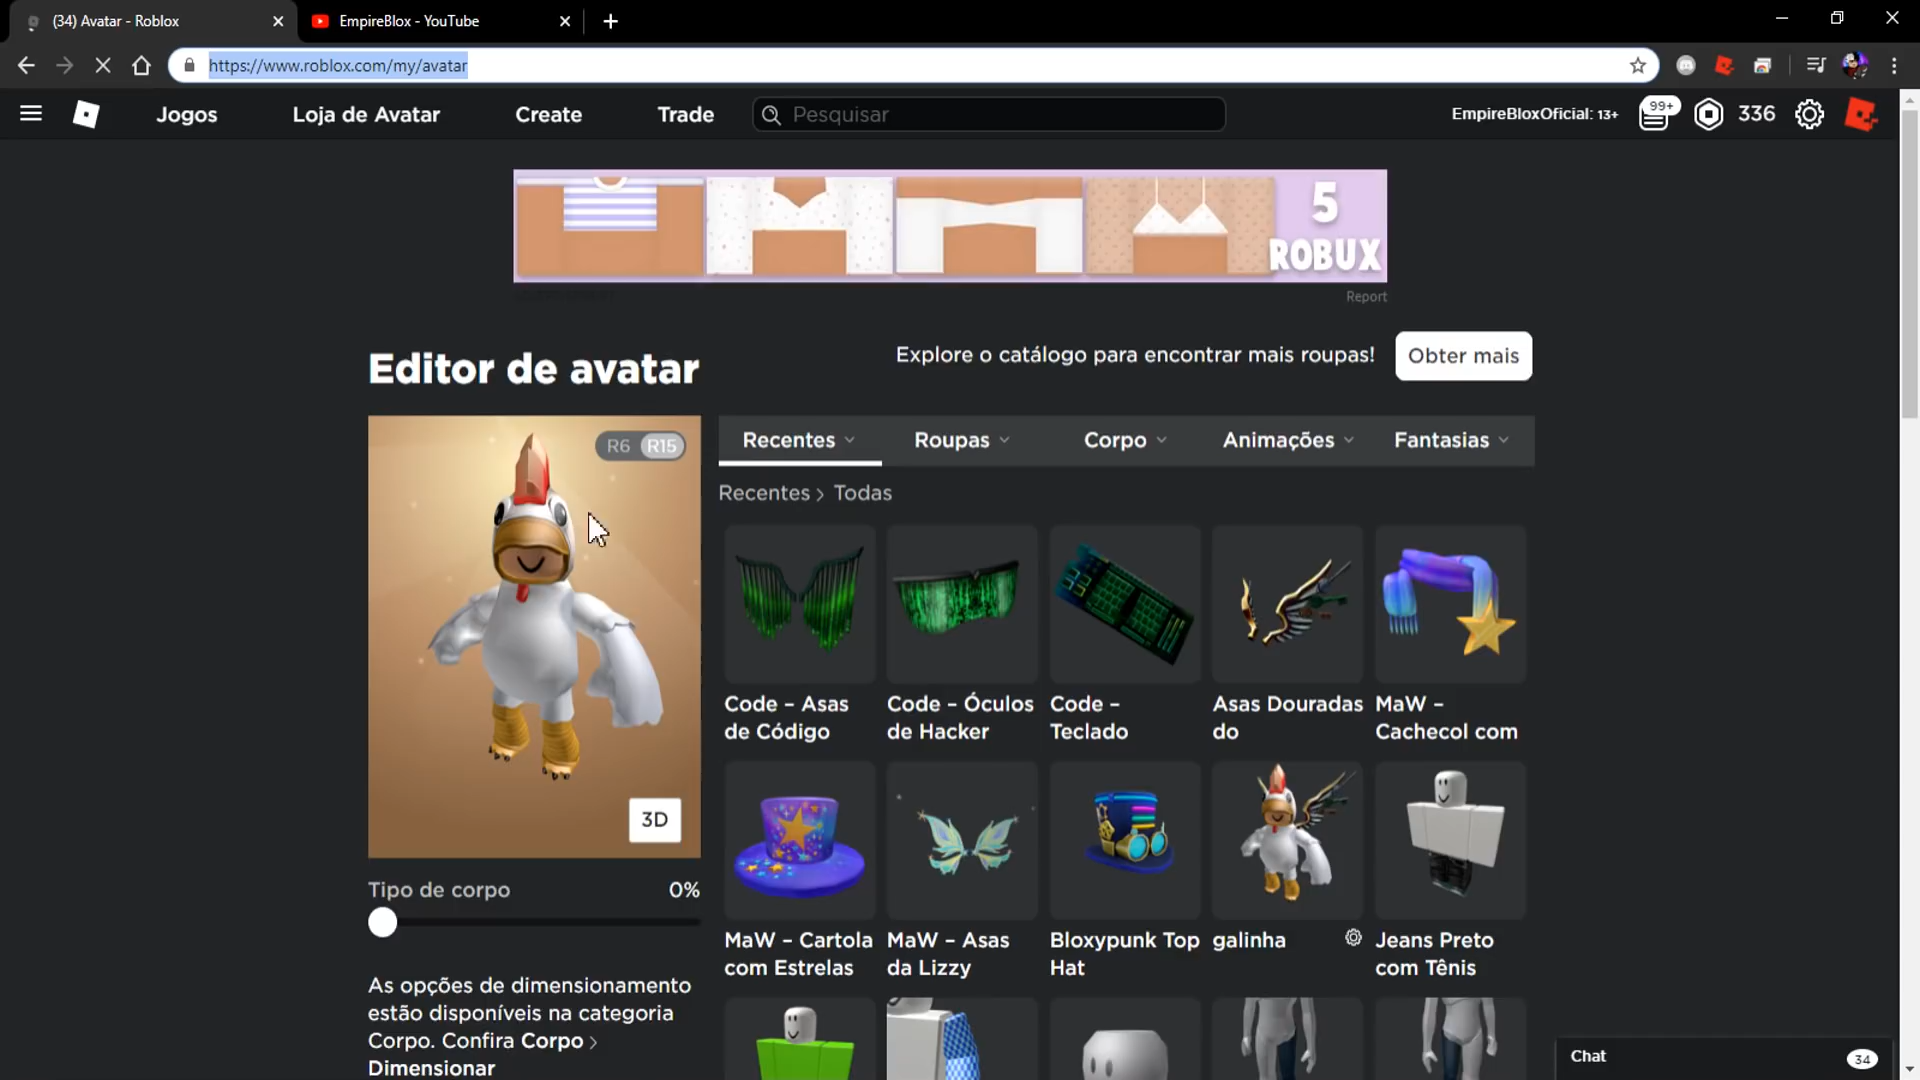 (34) Avatar - Roblox
EmpireBlox - YouTube
https://www.roblox.com/my/avatar
Jogos
Loja de Avatar
Create
Trade
Pesquisar
EmpireBloxOficial: 13+
99+
336
5
ROBUX
Report
Editor de avatar
Explore o catálogo para encontrar mais roupas!
Obter mais
R6 R15
Recentes
Roupas
Corpo
Animações
Fantasias
Recentes > Todas
Code – Asas
de Código
Code – Óculos
de Hacker
Code –
Teclado
Asas Douradas
do
MaW –
Cachecol com
3D
Tipo de corpo
0%
MaW – Cartola
com Estrelas
MaW – Asas
da Lizzy
Bloxypunk Top
Hat
galinha
Jeans Preto
com Tênis
As opções de dimensionamento
estão disponíveis na categoria
Corpo. Confira Corpo >
Dimensionar
Chat
34